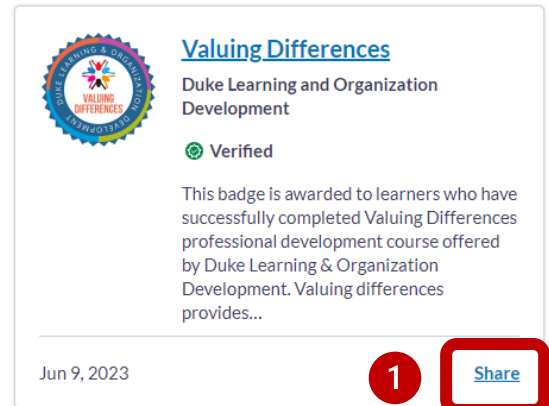 DUKE LEARNING & ORGANIZATION DEVELOPMENT
VALUING
DIFFERENCES
Valuing Differences
Duke Learning and Organization
Development
Verified
This badge is awarded to learners who have
successfully completed Valuing Differences
professional development course offered
by Duke Learning & Organization
Development. Valuing differences
provides...
Jun 9, 2023
1
Share